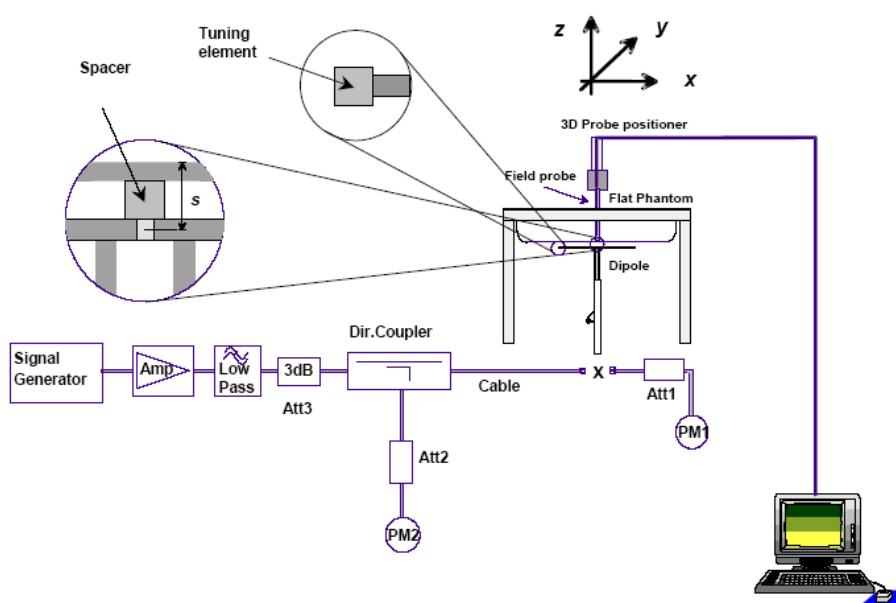 Tuning
element
Spacer
s
z
y
x
3D Probe positioner
Field probe
Flat Phantom
Dipole
Dir.Coupler
Signal
Generator
Amp
Low
Pass
3dB
Att3
Cable
X
Att1
PM1
Att2
PM2